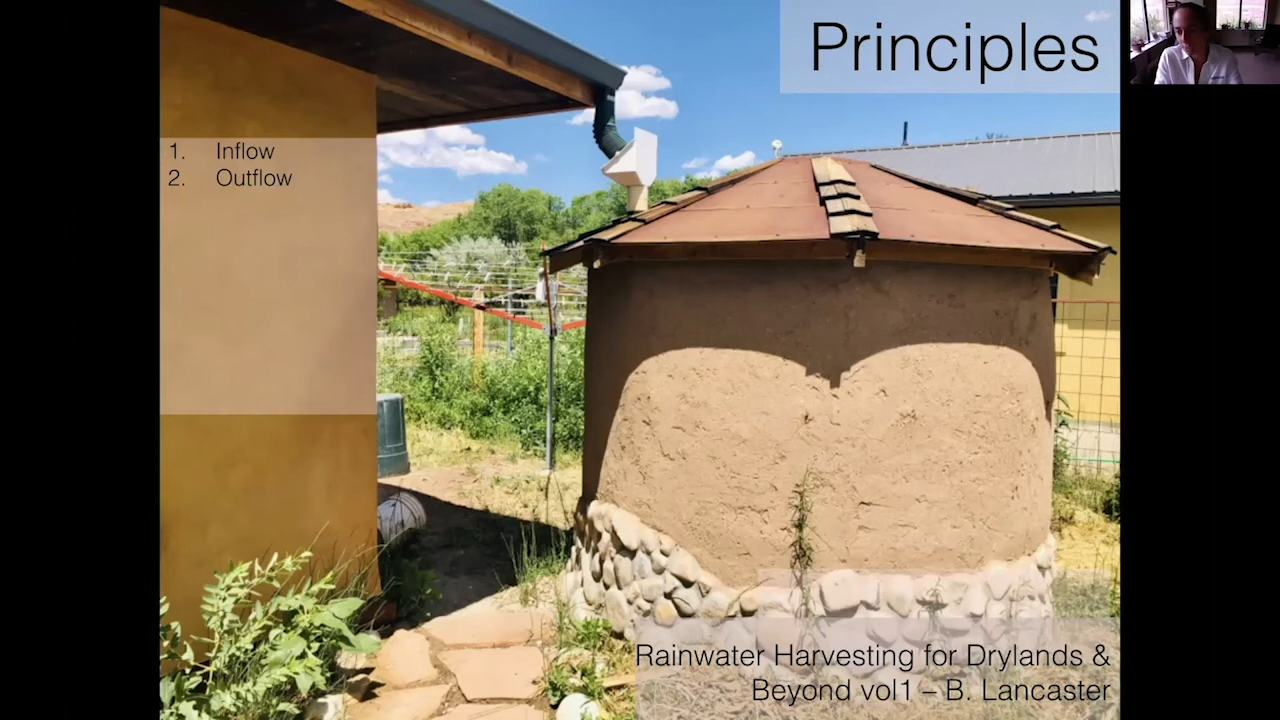 Principles
1. Inflow
2. Outflow
Rainwater Harvesting for Drylands &
Beyond vol1 – B. Lancaster